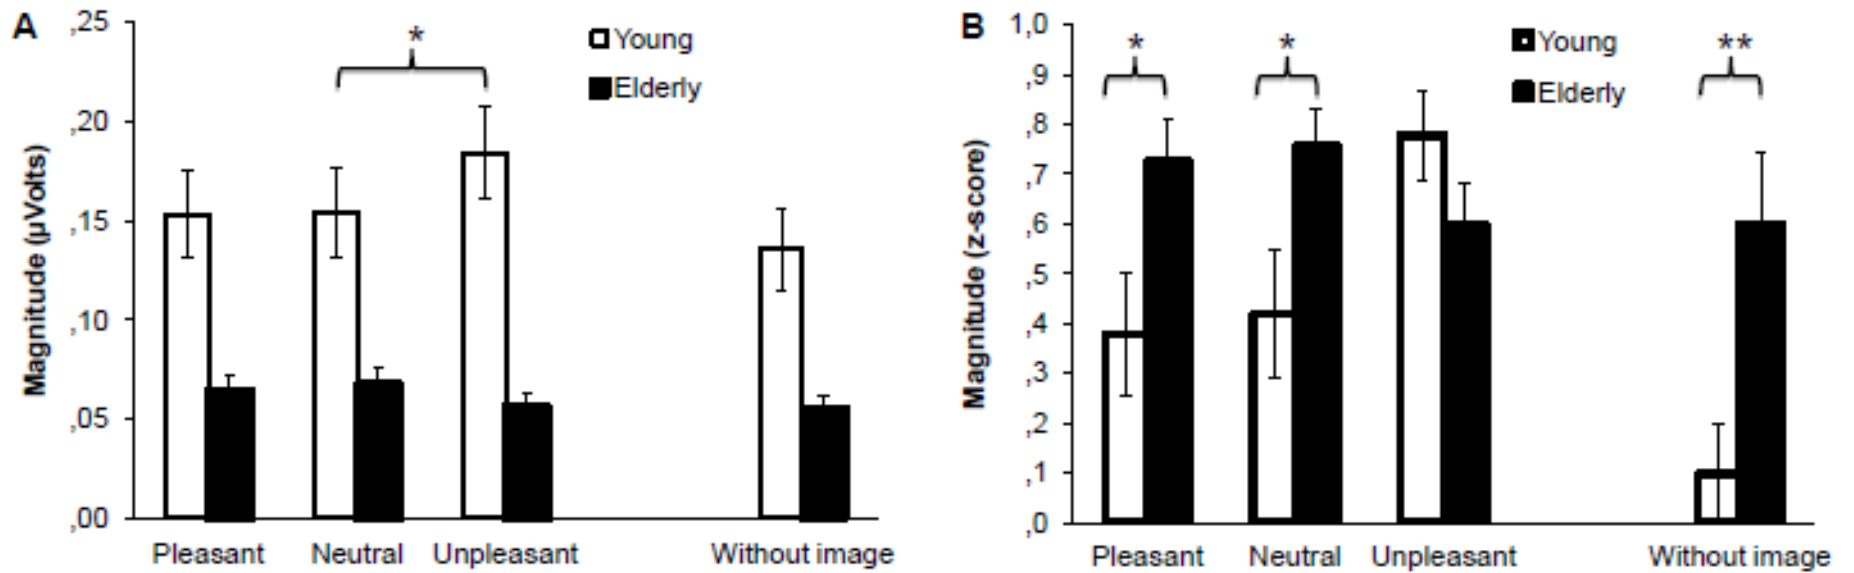 A
Magnitude (µVolts)
,25
,20
,15
,10
,05
,00
*
Young
Elderly
Pleasant Neutral Unpleasant Without image
B
Magnitude (z-score)
1,0
,9
,8
,7
,6
,5
,4
,3
,2
,1
,0
* * **
Young
Elderly
Pleasant Neutral Unpleasant Without image